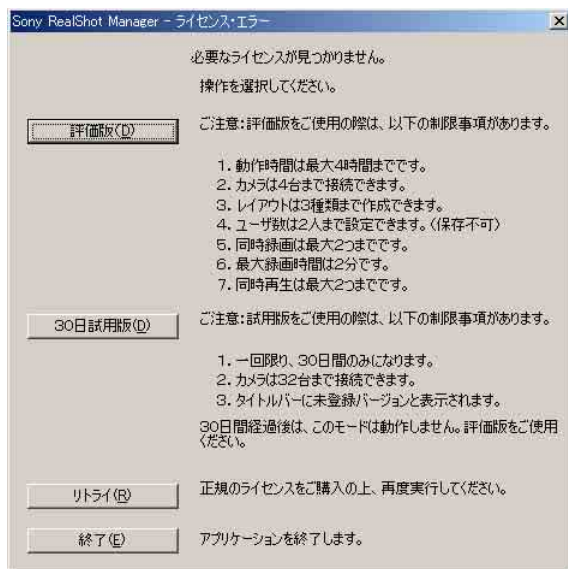 Sony RealShot Manager - ライセンス・エラー
必要なライセンスが見つかりません。
操作を選択してください。
評価版(D)
ご注意:評価版をご使用の際は、以下の制限事項があります。
1. 動作時間は最大4時間までです。
2. カメラは4台まで接続できます。
3. レイアウトは3種類まで作成できます。
4. ユーザ数は2人まで設定できます。(保存不可)
5. 同時録画は最大2つまでです。
6. 最大録画時間は2分です。
7. 同時再生は最大2つまでです。
30日試用版(D)
ご注意:試用版をご使用の際は、以下の制限事項があります。
1. 一回限り、30日間のみになります。
2. カメラは32台まで接続できます。
3. タイトルバーに未登録バージョンと表示されます。
30日間経過後は、このモードは動作しません。評価版をご使用
ください。
リトライ(R)
正規のライセンスをご購入の上、再度実行してください。
終了(E)
アプリケーションを終了します。